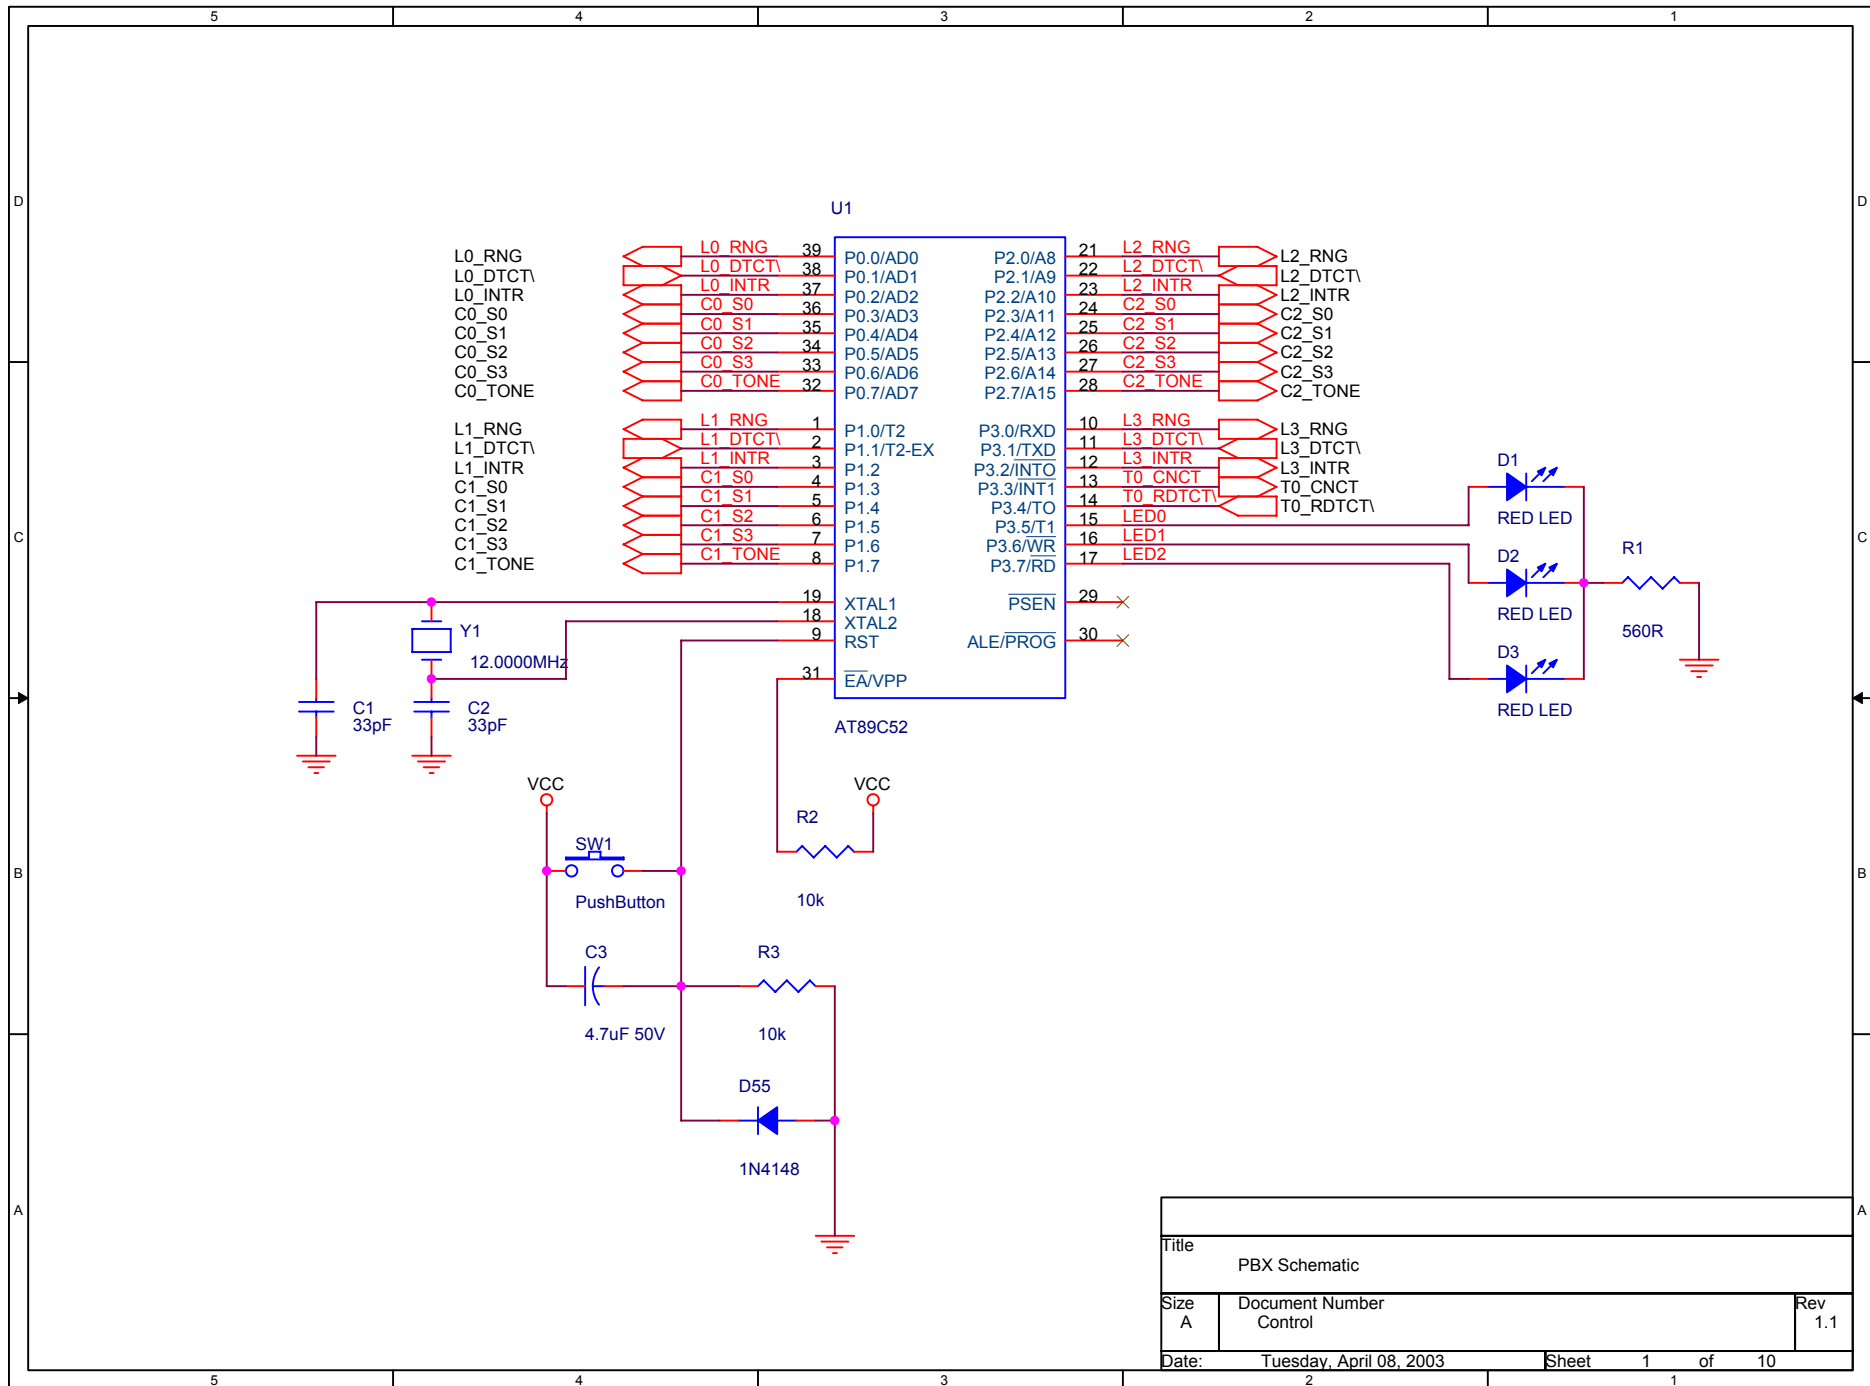 5 4 3 2 1
D D
C C
B B
A A
U1
L0_RNG L0_RNG 39 P0.0/AD0
L0_DTCT\ L0_DTCT\ 38 P0.1/AD1
L0_INTR L0_INTR 37 P0.2/AD2
C0_S0 C0_S0 36 P0.3/AD3
C0_S1 C0_S1 35 P0.4/AD4
C0_S2 C0_S2 34 P0.5/AD5
C0_S3 C0_S3 33 P0.6/AD6
C0_TONE C0_TONE 32 P0.7/AD7
L1_RNG L1_RNG 1 P1.0/T2
L1_DTCT\ L1_DTCT\ 2 P1.1/T2-EX
L1_INTR L1_INTR 3 P1.2
C1_S0 C1_S0 4 P1.3
C1_S1 C1_S1 5 P1.4
C1_S2 C1_S2 6 P1.5
C1_S3 C1_S3 7 P1.6
C1_TONE C1_TONE 8 P1.7
19 XTAL1
18 XTAL2
9 RST
31 EA/VPP
P2.0/A8 21 L2_RNG L2_RNG
P2.1/A9 22 L2_DTCT\ L2_DTCT\
P2.2/A10 23 L2_INTR L2_INTR
P2.3/A11 24 C2_S0 C2_S0
P2.4/A12 25 C2_S1 C2_S1
P2.5/A13 26 C2_S2 C2_S2
P2.6/A14 27 C2_S3 C2_S3
P2.7/A15 28 C2_TONE C2_TONE
P3.0/RXD 10 L3_RNG L3_RNG
P3.1/TXD 11 L3_DTCT\ L3_DTCT\
P3.2/INTO 12 L3_INTR L3_INTR
P3.3/INT1 13 T0_CNCT T0_CNCT
P3.4/TO 14 T0_RDTCT\ T0_RDTCT\
P3.5/T1 15 LED0
P3.6/WR 16 LED1
P3.7/RD 17 LED2
PSEN 29
ALE/PROG 30
AT89C52
D1
RED LED
D2
RED LED
D3
RED LED
R1
560R
Y1
12.0000MHz
C1
33pF
C2
33pF
VCC
VCC
R2
10k
SW1
PushButton
C3
4.7uF 50V
R3
10k
D55
1N4148
Title
PBX Schematic
Size Document Number Rev
A Control 1.1
Date: Tuesday, April 08, 2003 Sheet 1 of 10
5 4 3 2 1